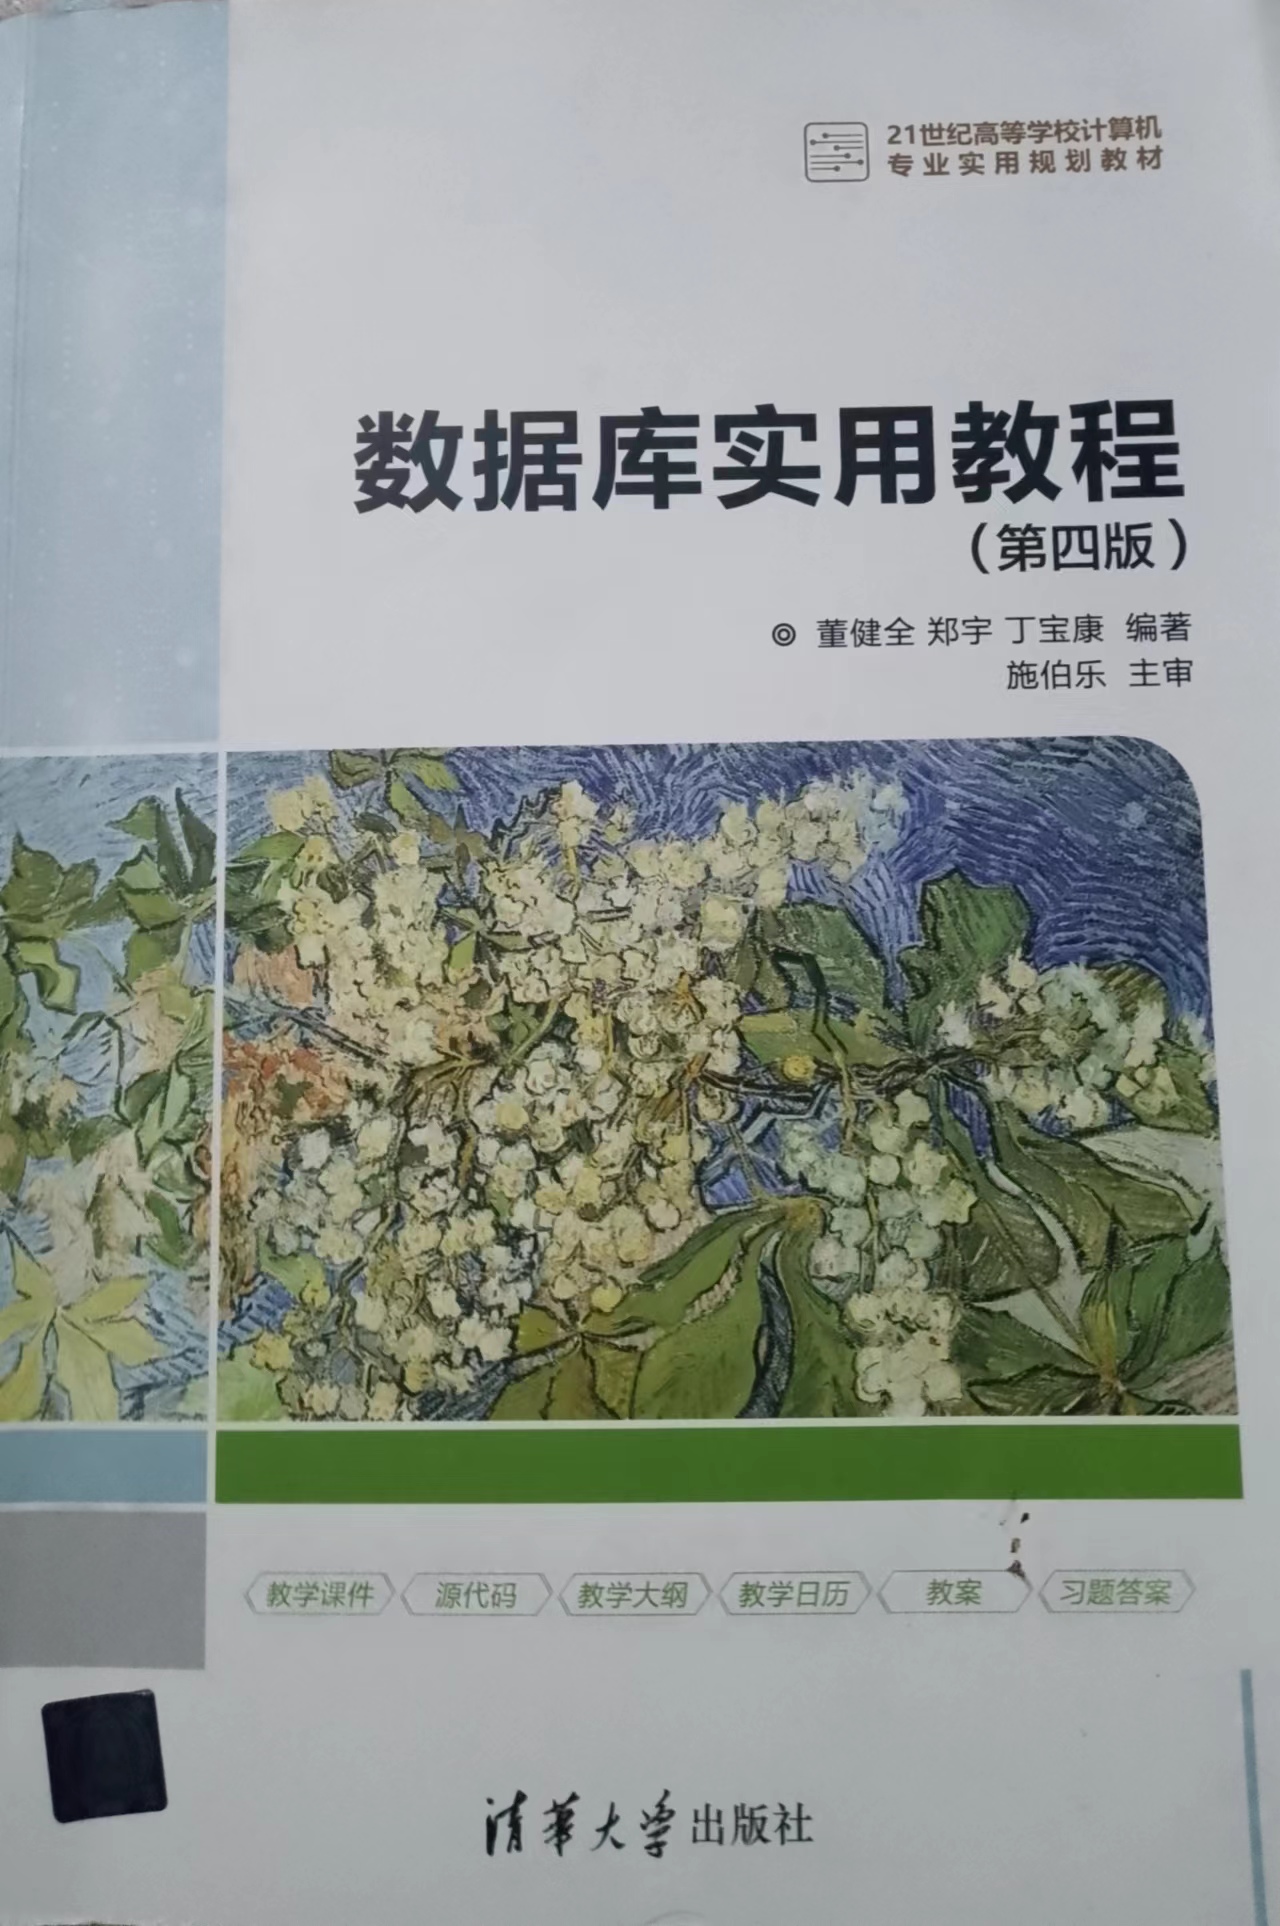 21世纪高等学校计算机
专业实用规划教材
数据库实用教程
（第四版）
◎ 董健全 郑宇 丁宝康 编著
施伯乐 主审
教学课件 源代码 教学大纲 教学日历 教案 习题答案
清华大学出版社